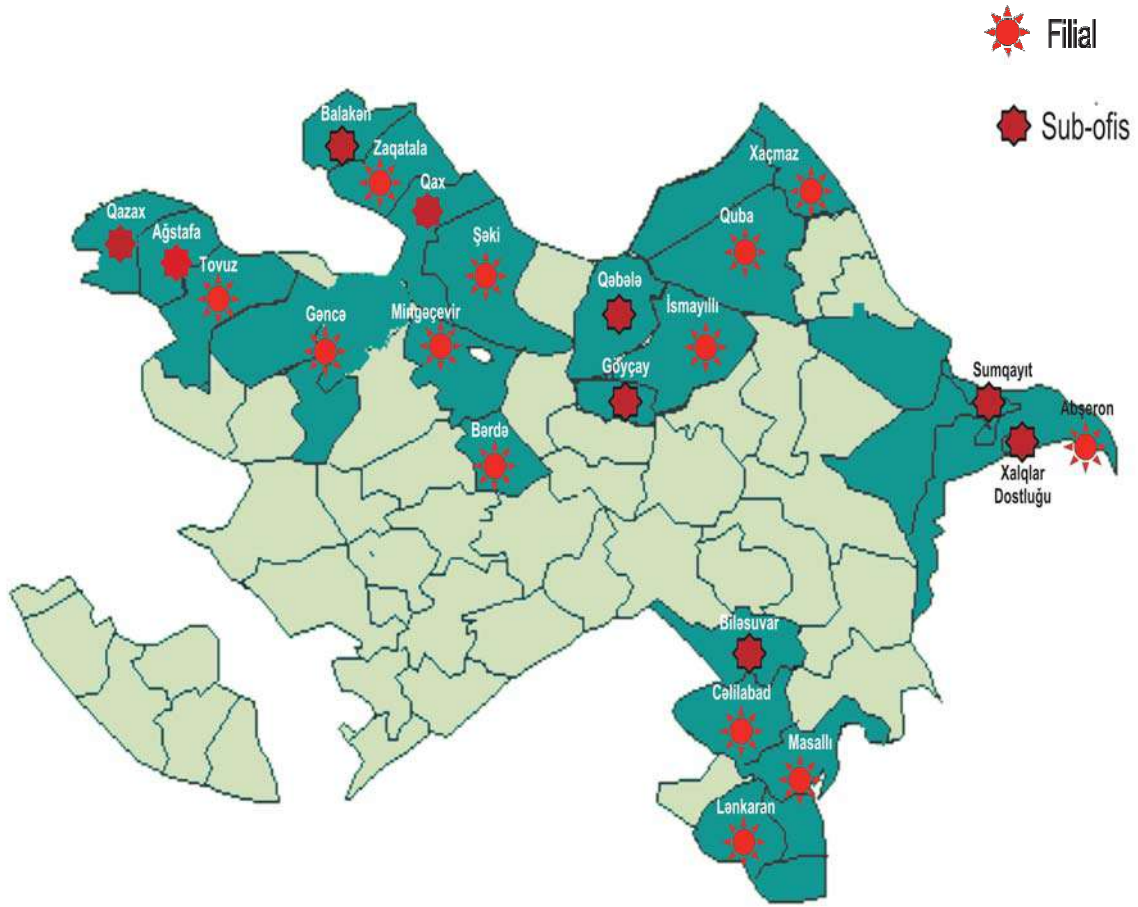 Filial
Sub-ofis
Balakən
Zaqatala
Xaçmaz
Qax
Qazax
Ağstafa
Quba
Şəki
Tovuz
Qəbələ
İsmayıllı
Gəncə
Mingəçevir
Göyçay
Sumqayıt
Abşeron
Bərdə
Xalqlar
Dostluğu
Biləsuvar
Cəlilabad
Masallı
Lənkaran